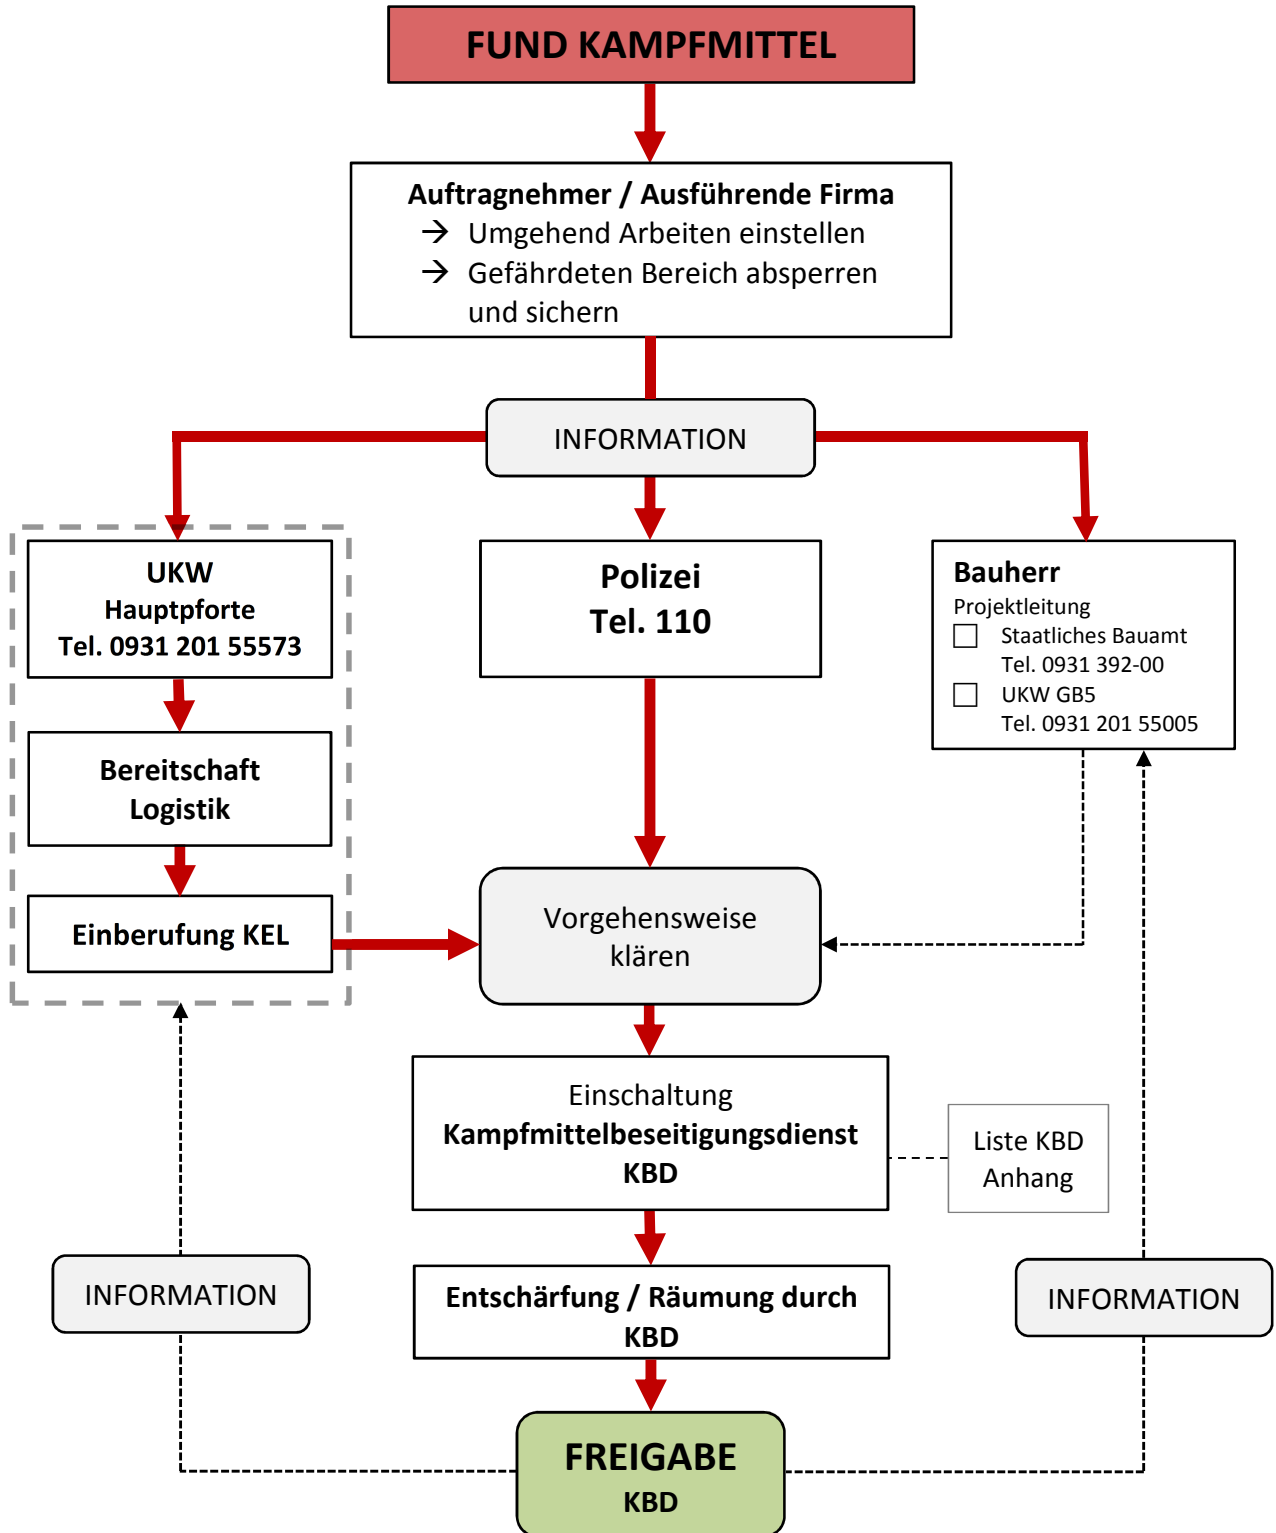 FUND KAMPFMITTEL
Auftragnehmer / Ausführende Firma
→ Umgehend Arbeiten einstellen
→ Gefährdeten Bereich absperren
und sichern
INFORMATION
UKW
Hauptpforte
Tel. 0931 201 55573
Polizei
Tel. 110
Bauherr
Projektleitung
☐ Staatliches Bauamt
Tel. 0931 392-00
☐ UKW GB5
Tel. 0931 201 55005
Bereitschaft
Logistik
Einberufung KEL
Vorgehensweise
klären
Einschaltung
Kampfmittelbeseitigungsdienst
KBD
Liste KBD
Anhang
INFORMATION
Entschärfung / Räumung durch
KBD
INFORMATION
FREIGABE
KBD